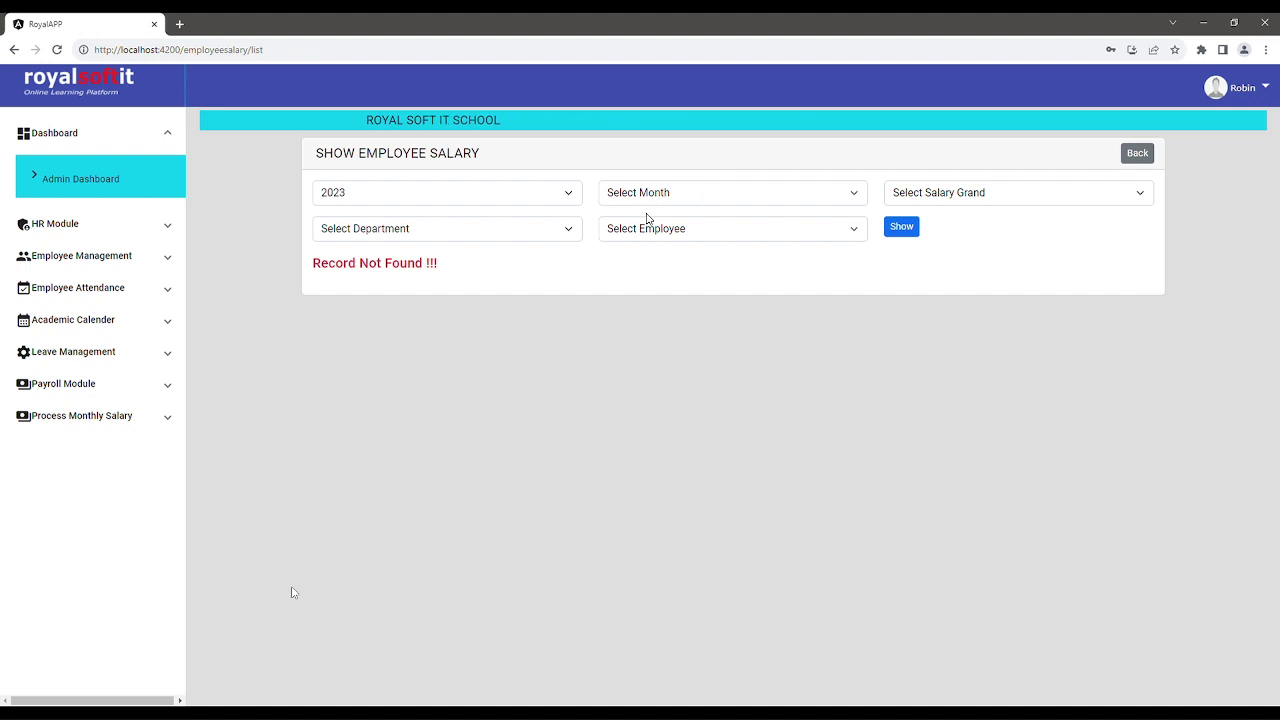 RoyalAPP
http://localhost:4200/employeesalary/list
royalsoftit
Online Learning Platform
Robin
Dashboard
Admin Dashboard
HR Module
Employee Management
Employee Attendance
Academic Calender
Leave Management
Payroll Module
Process Monthly Salary
ROYAL SOFT IT SCHOOL
SHOW EMPLOYEE SALARY
Back
2023
Select Month
Select Salary Grand
Select Department
Select Employee
Show
Record Not Found !!!